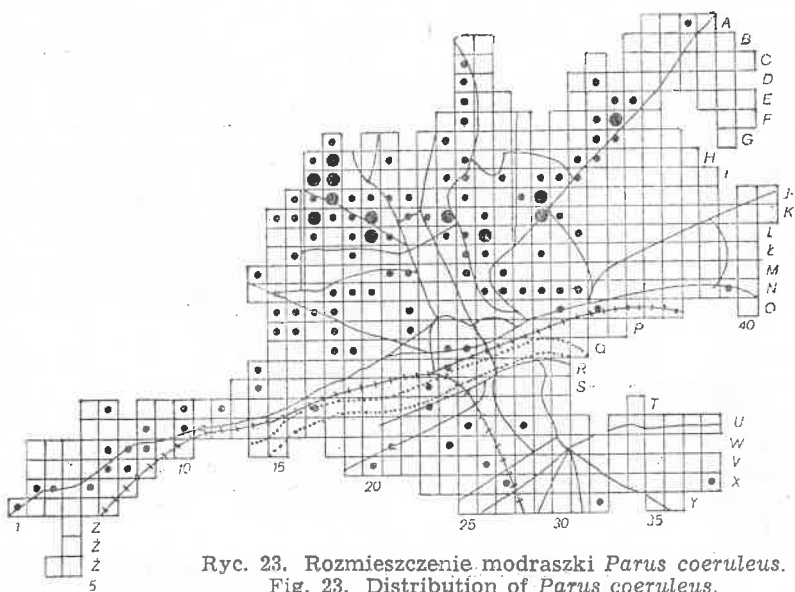 A
B
C
D
E
F
G
H
I
J
K
L
Ł
M
N
O
40
P
Q
R
S
T
U
W
V
X
Y
35
30
25
20
15
10
1
Z
Ż
Ź
5
Ryc. 23. Rozmieszczenie modraszki Parus coeruleus.
Fig. 23. Distribution of Parus coeruleus.